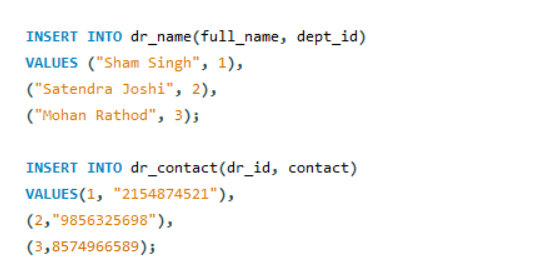 INSERT INTO dr_name(full_name, dept_id)
VALUES ("Sham Singh", 1),
("Satendra Joshi", 2),
("Mohan Rathod", 3);
INSERT INTO dr_contact(dr_id, contact)
VALUES(1, "2154874521"),
(2,"9856325698"),
(3,8574966589);